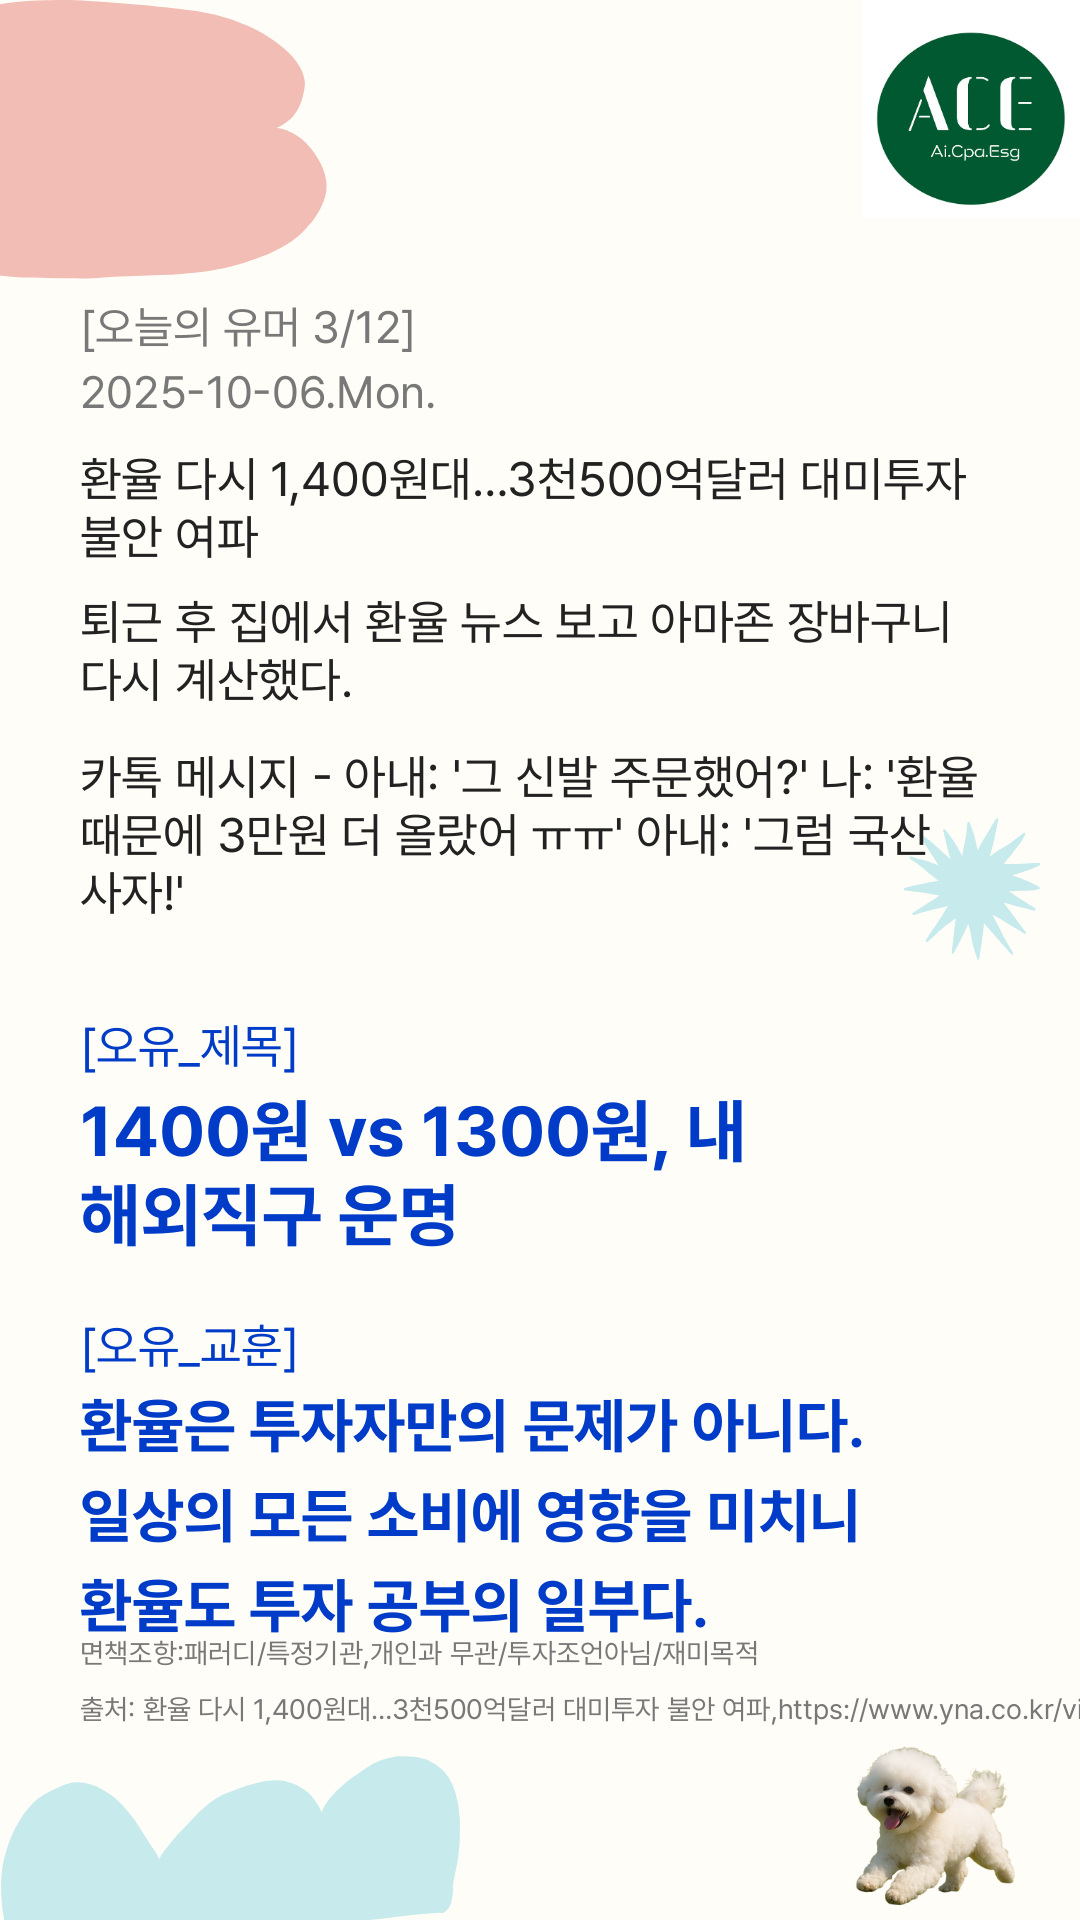 ACE
Ai.Cpa.Esg
[오늘의 유머 3/12]
2025-10-06.Mon.
환율 다시 1,400원대...3천500억달러 대미투자
불안 여파
퇴근 후 집에서 환율 뉴스 보고 아마존 장바구니
다시 계산했다.
카톡 메시지 - 아내: '그 신발 주문했어?' 나: '환율
때문에 3만원 더 올랐어 ㅠㅠ' 아내: '그럼 국산
사자!'
[오유_제목]
1400원 vs 1300원, 내
해외직구 운명
[오유_교훈]
환율은 투자자만의 문제가 아니다.
일상의 모든 소비에 영향을 미치니
환율도 투자 공부의 일부다.
면책조항:패러디/특정기관,개인과 무관/투자조언아님/재미목적
출처: 환율 다시 1,400원대...3천500억달러 대미투자 불안 여파,https://www.yna.co.kr/vi